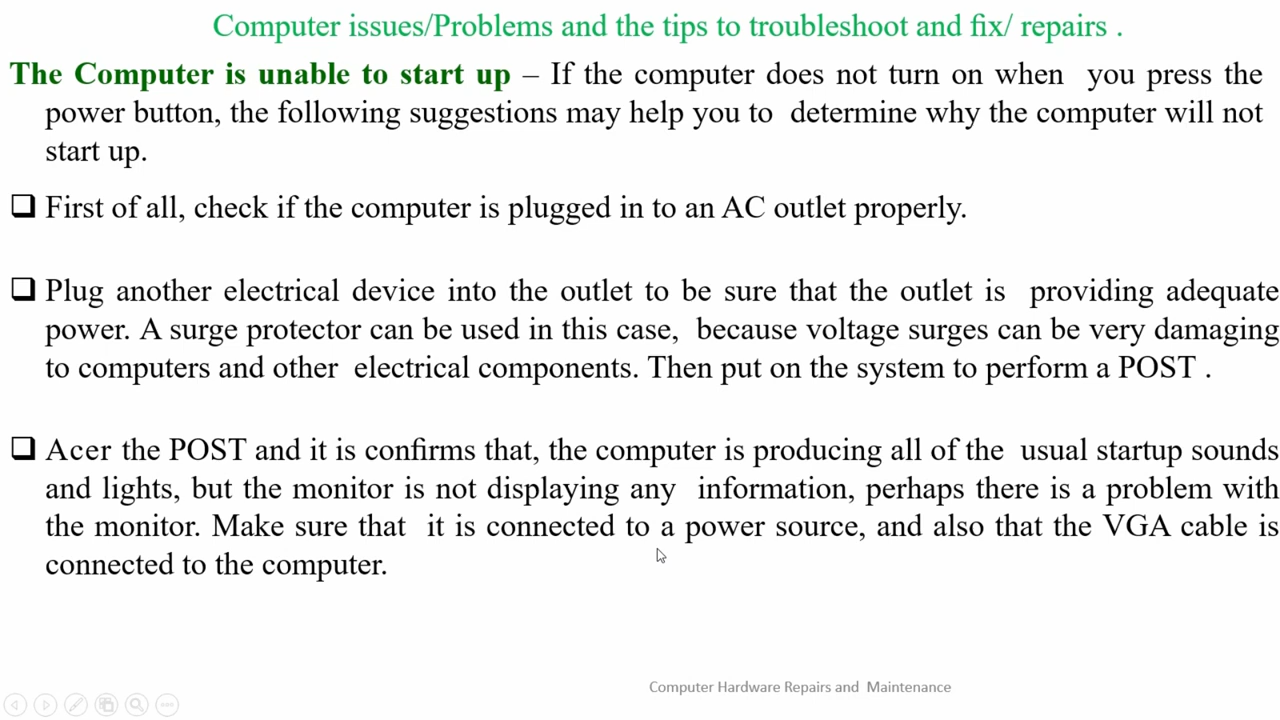 Computer issues/Problems and the tips to troubleshoot and fix/ repairs .
The Computer is unable to start up – If the computer does not turn on when you press the
power button, the following suggestions may help you to determine why the computer will not
start up.
❑ First of all, check if the computer is plugged in to an AC outlet properly.
❑ Plug another electrical device into the outlet to be sure that the outlet is providing adequate
power. A surge protector can be used in this case, because voltage surges can be very damaging
to computers and other electrical components. Then put on the system to perform a POST .
❑ Acer the POST and it is confirms that, the computer is producing all of the usual startup sounds
and lights, but the monitor is not displaying any information, perhaps there is a problem with
the monitor. Make sure that it is connected to a power source, and also that the VGA cable is
connected to the computer.
Computer Hardware Repairs and Maintenance